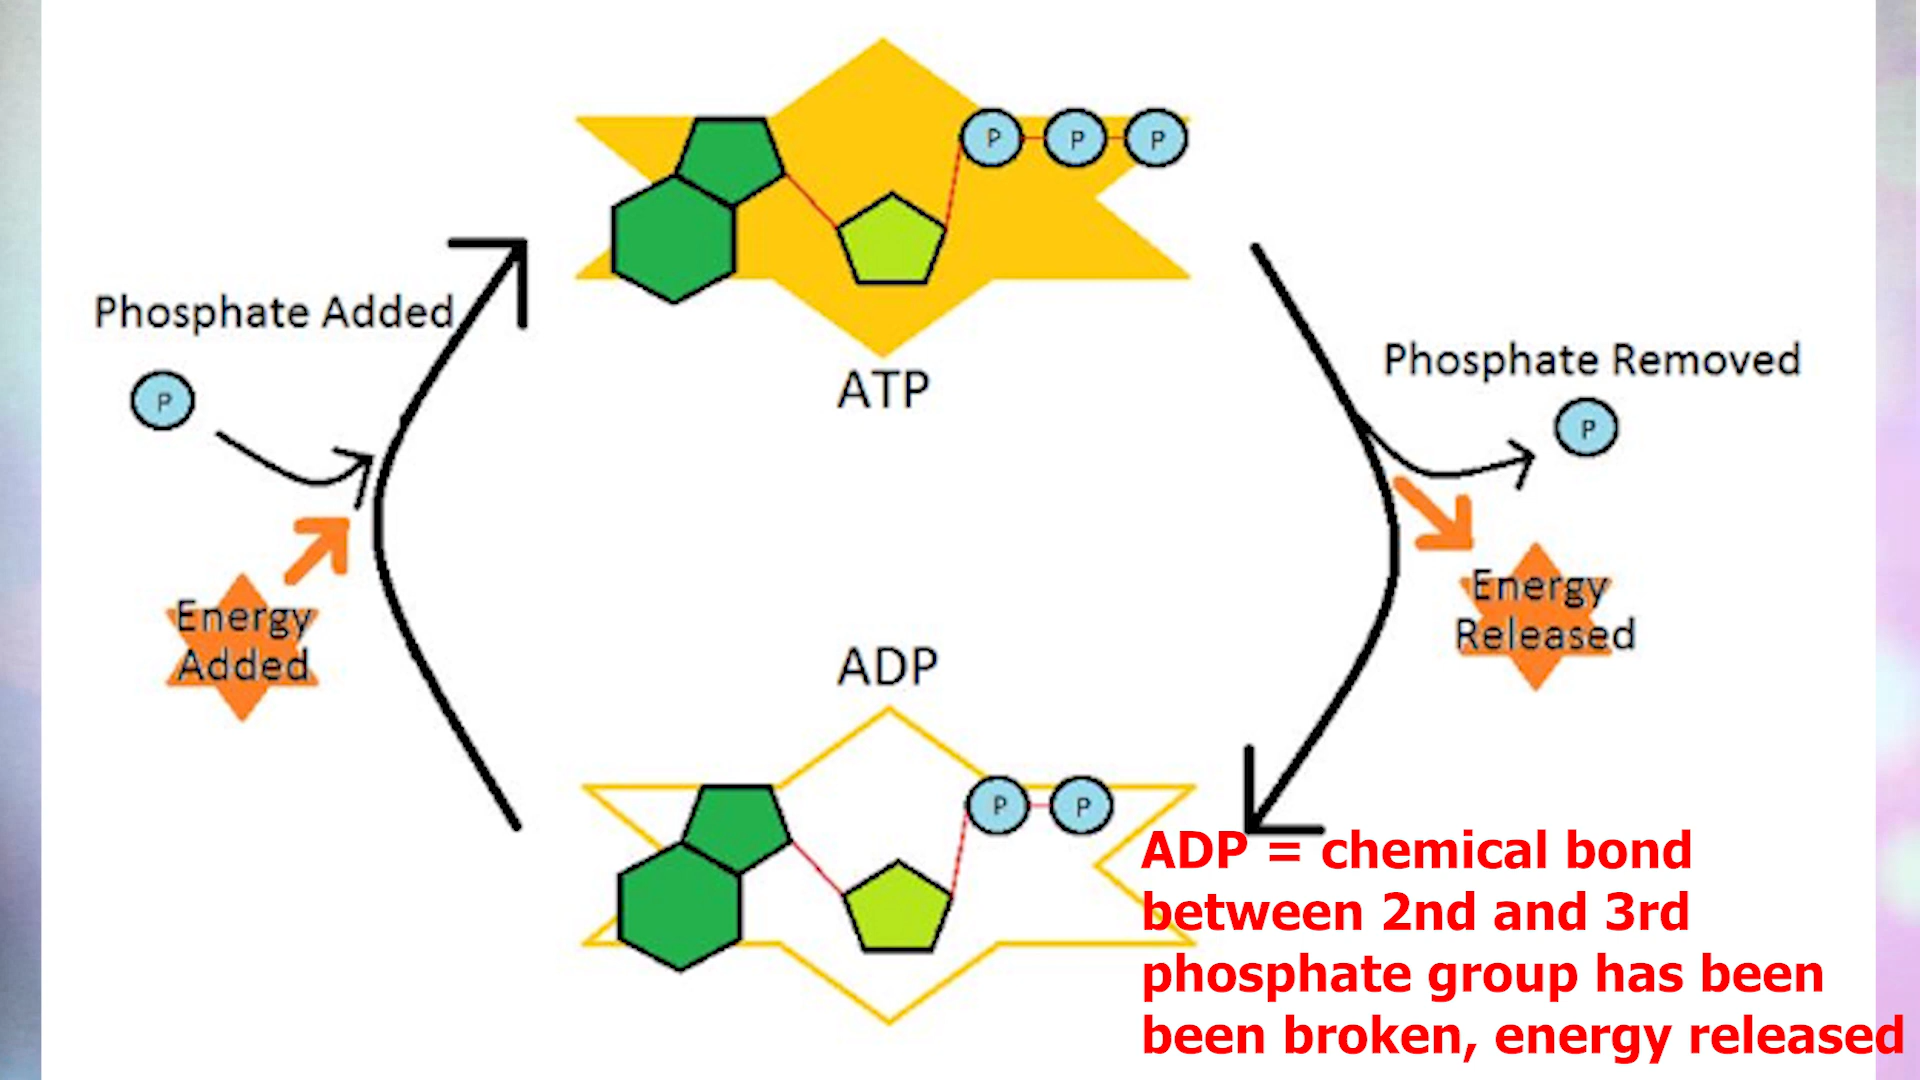 P P P
Phosphate Added
P
ATP
Phosphate Removed
P
Energy
Added
Energy
Released
ADP
P P
ADP = chemical bond
between 2nd and 3rd
phosphate group has been
been broken, energy released